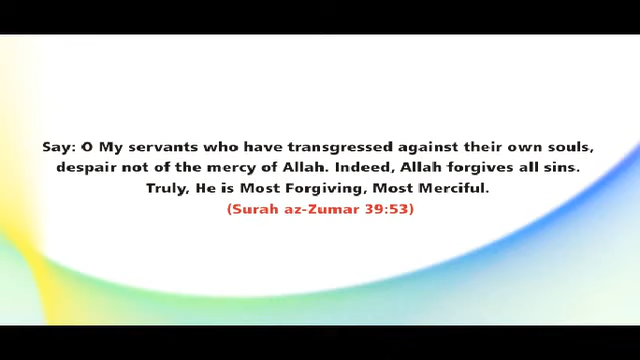 Say: O My servants who have transgressed against their own souls,
despair not of the mercy of Allah. Indeed, Allah forgives all sins.
Truly, He is Most Forgiving, Most Merciful.
(Surah az-Zumar 39:53)